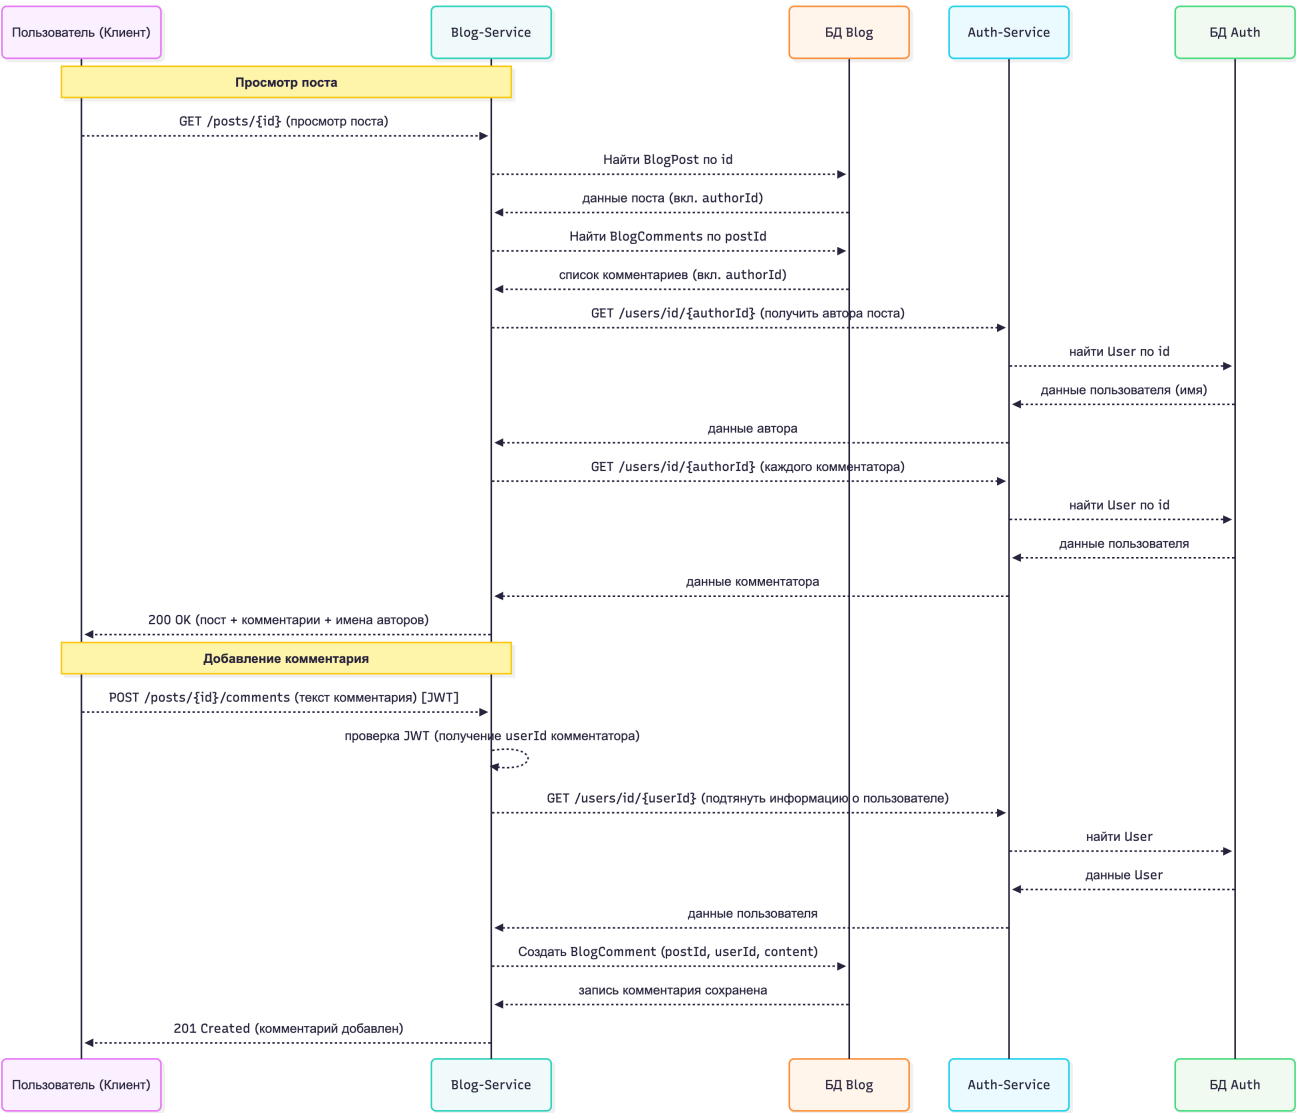 Пользователь (Клиент)
Blog-Service
БД Blog
Auth-Service
БД Auth
Просмотр поста
GET /posts/{id} (просмотр поста)
Найти BlogPost по id
данные поста (вкл. authorId)
Найти BlogComments по postId
список комментариев (вкл. authorId)
GET /users/id/{authorId} (получить автора поста)
найти User по id
данные пользователя (имя)
данные автора
GET /users/id/{authorId} (каждого комментатора)
найти User по id
данные пользователя
данные комментатора
200 OK (пост + комментарии + имена авторов)
Добавление комментария
POST /posts/{id}/comments (текст комментария) [JWT]
проверка JWT (получение userId комментатора)
GET /users/id/{userId} (подтянуть информацию о пользователе)
найти User
данные User
данные пользователя
Создать BlogComment (postId, userId, content)
запись комментария сохранена
201 Created (комментарий добавлен)
Пользователь (Клиент)
Blog-Service
БД Blog
Auth-Service
БД Auth